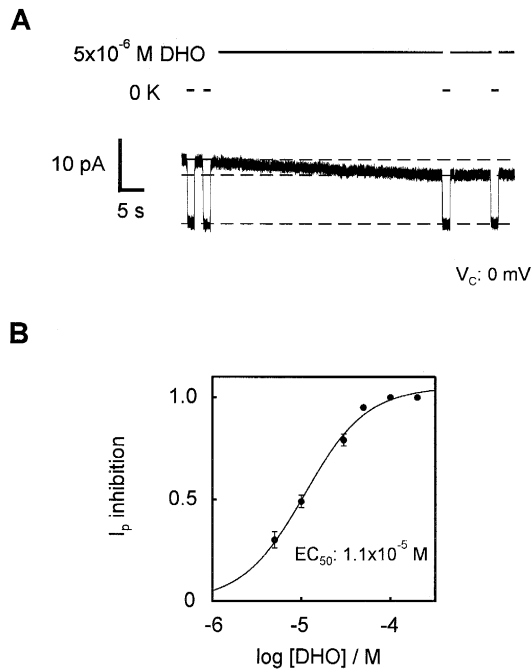 A
5x10⁻⁶ M DHO
0 K
10 pA
5 s
V_C: 0 mV
B
1.0
0.5
0
I_p inhibition
EC₅₀: 1.1x10⁻⁵ M
-6
-5
-4
log [DHO] / M